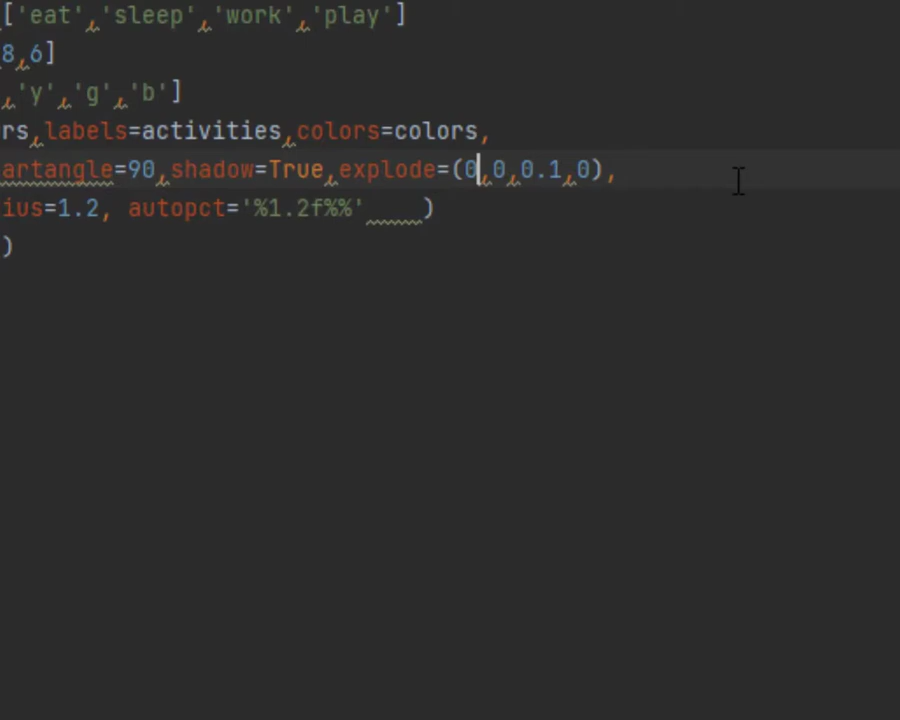 ['eat','sleep','work','play']
8,6]
,'y','g','b']
rs,labels=activities,colors=colors,
artangle=90,shadow=True,explode=(0,0,0.1,0),
ius=1.2, autopct='%1.2f%%'    )
)